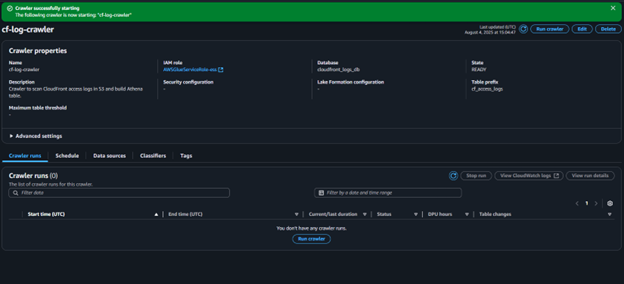 Crawler successfully starting
The following crawler is now starting: "cf-log-crawler"
cf-log-crawler
Last updated (UTC)
August 4, 2025 at 15:04:47
Run crawler
Edit
Delete
Crawler properties
Name
cf-log-crawler
IAM role
AWSGlueServiceRole-
Database
cloudfront_logs_db
State
READY
Description
Crawler to scan CloudFront access logs in S3 and build Athena
table.
Security configuration
-
Lake Formation configuration
-
Table prefix
cf_access_logs
Maximum table threshold
-
Advanced settings
Crawler runs
Schedule
Data sources
Classifiers
Tags
Crawler runs (0)
The list of crawler runs for this crawler.
Stop run
View CloudWatch logs
View run details
Filter data
Filter by a date and time range
1
Start time (UTC)
End time (UTC)
Current/last duration
Status
DPU hours
Table changes
You don't have any crawler runs.
Run crawler